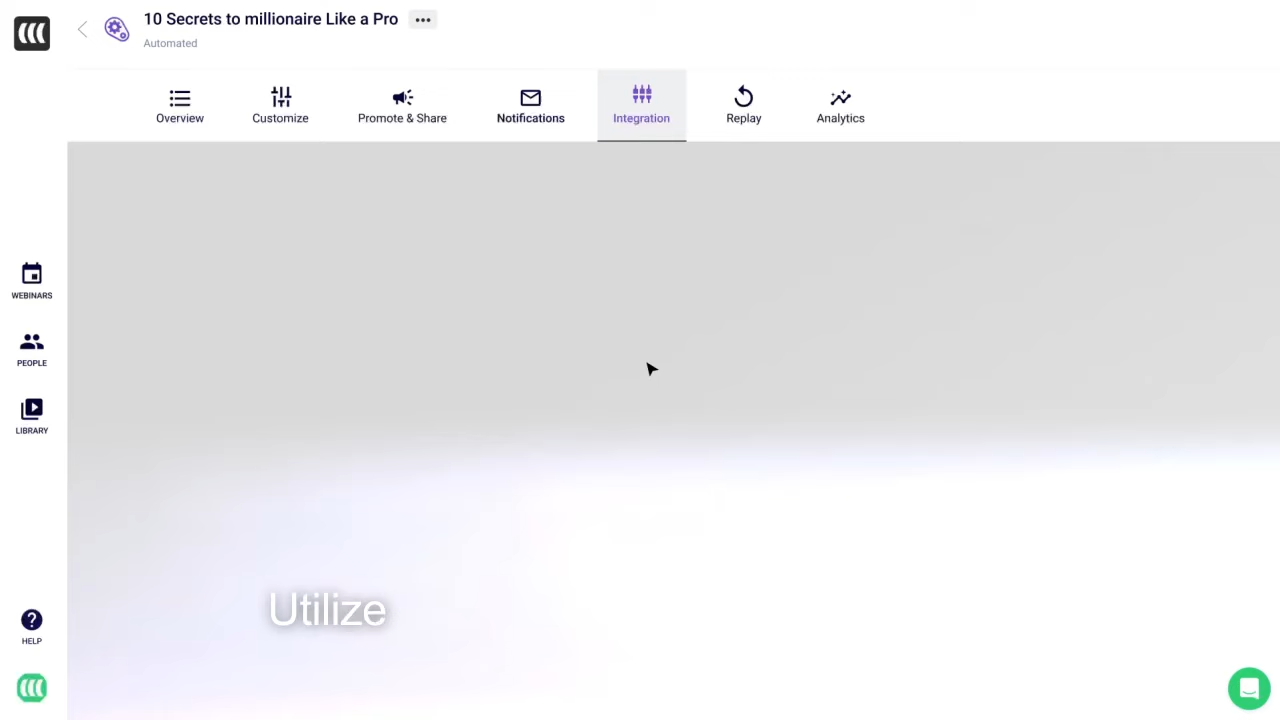 10 Secrets to millionaire Like a Pro
Automated
Overview
Customize
Promote & Share
Notifications
Integration
Replay
Analytics
WEBINARS
PEOPLE
LIBRARY
Utilize
HELP